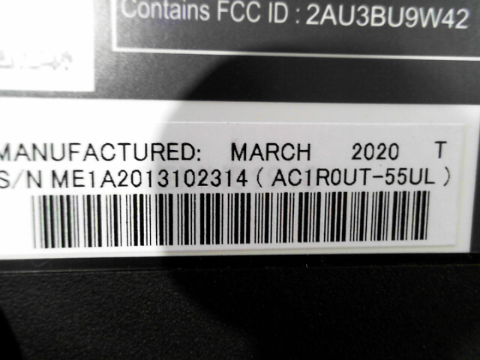 Contains FCC ID : 2AU3BU9W42
MANUFACTURED: MARCH 2020 T
S/N ME1A2013102314 ( AC1R0UT-55UL )